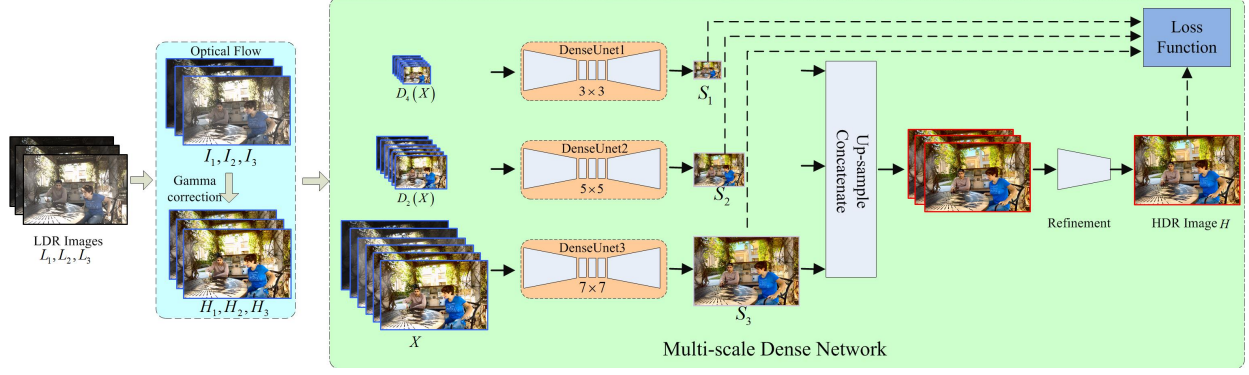 LDR Images
L₁, L₂, L₃
Optical Flow
I₁, I₂, I₃
Gamma
correction
H₁, H₂, H₃
D₄(X)
D₂(X)
X
DenseUnet1
3×3
DenseUnet2
5×5
DenseUnet3
7×7
S₁
S₂
S₃
Up-sample
Concatenate
Refinement
Loss
Function
HDR Image H
Multi-scale Dense Network